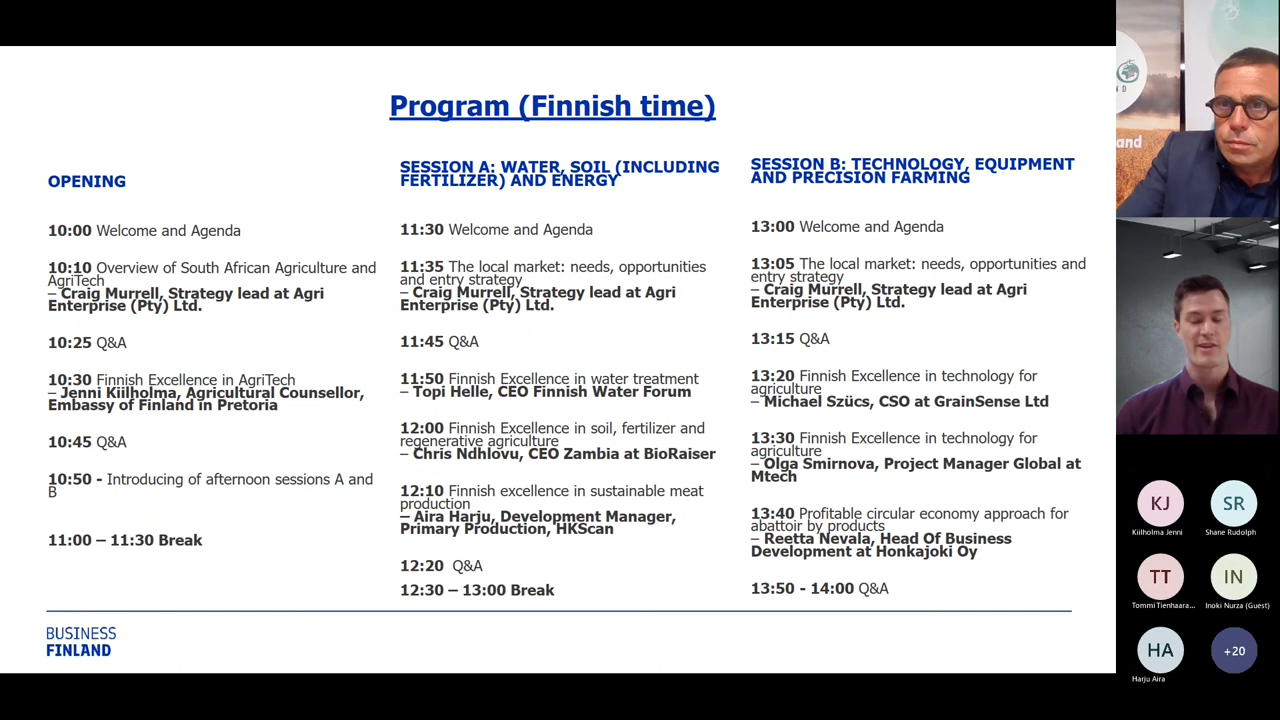 Program (Finnish time)
OPENING
10:00 Welcome and Agenda
10:10 Overview of South African Agriculture and
AgriTech
– Craig Murrell, Strategy lead at Agri
Enterprise (Pty) Ltd.
10:25 Q&A
10:30 Finnish Excellence in AgriTech
– Jenni Kiilholma, Agricultural Counsellor,
Embassy of Finland in Pretoria
10:45 Q&A
10:50 - Introducing of afternoon sessions A and
B
11:00 – 11:30 Break
SESSION A: WATER, SOIL (INCLUDING
FERTILIZER) AND ENERGY
11:30 Welcome and Agenda
11:35 The local market: needs, opportunities
and entry strategy
– Craig Murrell, Strategy lead at Agri
Enterprise (Pty) Ltd.
11:45 Q&A
11:50 Finnish Excellence in water treatment
– Topi Helle, CEO Finnish Water Forum
12:00 Finnish Excellence in soil, fertilizer and
regenerative agriculture
– Chris Ndhlovu, CEO Zambia at BioRaiser
12:10 Finnish excellence in sustainable meat
production
– Aira Harju, Development Manager,
Primary Production, HKScan
12:20 Q&A
12:30 – 13:00 Break
SESSION B: TECHNOLOGY, EQUIPMENT
AND PRECISION FARMING
13:00 Welcome and Agenda
13:05 The local market: needs, opportunities and
entry strategy
– Craig Murrell, Strategy lead at Agri
Enterprise (Pty) Ltd.
13:15 Q&A
13:20 Finnish Excellence in technology for
agriculture
– Michael Szücs, CSO at GrainSense Ltd
13:30 Finnish Excellence in technology for
agriculture
– Olga Smirnova, Project Manager Global at
Mtech
13:40 Profitable circular economy approach for
abattoir by products
– Reetta Nevala, Head Of Business
Development at Honkajoki Oy
13:50 - 14:00 Q&A
BUSINESS
FINLAND
KJ
Kiilholma Jenni
SR
Shane Rudolph
TT
Tommi Tienhaara...
IN
Inoki Nurza (Guest)
HA
Harju Aira
+20